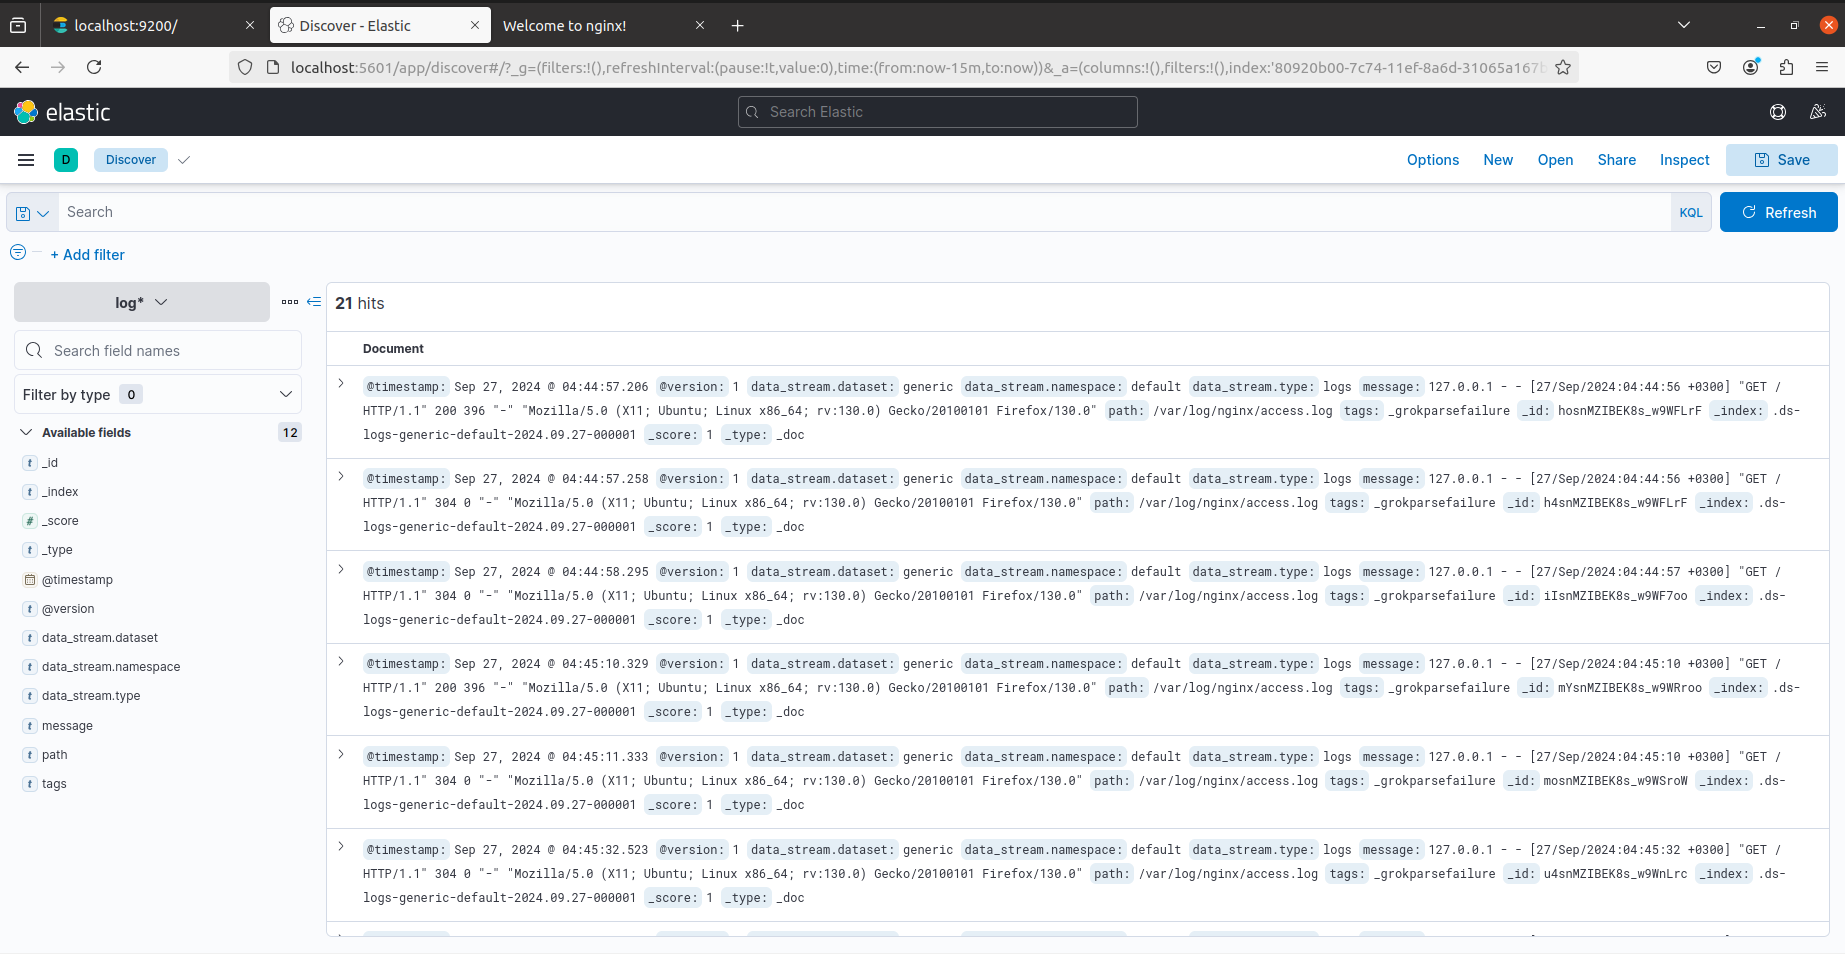 localhost:9200/
Discover - Elastic
Welcome to nginx!
localhost:5601/app/discover#/?_g=(filters:!(),refreshInterval:(pause:!t,value:0),time:(from:now-15m,to:now))&_a=(columns:!(),filters:!(),index:'80920b00-7c74-11ef-8a6d-31065a167b
elastic
Search Elastic
D
Discover
Options
New
Open
Share
Inspect
Save
Search
KQL
Refresh
+ Add filter
log*
21 hits
Search field names
Filter by type 0
Available fields 12
t _id
t _index
# _score
t _type
@timestamp
t @version
t data_stream.dataset
t data_stream.namespace
t data_stream.type
t message
t path
t tags
Document
@timestamp: Sep 27, 2024 @ 04:44:57.206 @version: 1 data_stream.dataset: generic data_stream.namespace: default data_stream.type: logs message: 127.0.0.1 - - [27/Sep/2024:04:44:56 +0300] "GET /
HTTP/1.1" 200 396 "-" "Mozilla/5.0 (X11; Ubuntu; Linux x86_64; rv:130.0) Gecko/20100101 Firefox/130.0" path: /var/log/nginx/access.log tags: _grokparsefailure _id: hosnMZIBEK8s_w9WFLrF _index: .ds-
logs-generic-default-2024.09.27-000001 _score: 1 _type: _doc
@timestamp: Sep 27, 2024 @ 04:44:57.258 @version: 1 data_stream.dataset: generic data_stream.namespace: default data_stream.type: logs message: 127.0.0.1 - - [27/Sep/2024:04:44:56 +0300] "GET /
HTTP/1.1" 304 0 "-" "Mozilla/5.0 (X11; Ubuntu; Linux x86_64; rv:130.0) Gecko/20100101 Firefox/130.0" path: /var/log/nginx/access.log tags: _grokparsefailure _id: h4snMZIBEK8s_w9WFLrF _index: .ds-
logs-generic-default-2024.09.27-000001 _score: 1 _type: _doc
@timestamp: Sep 27, 2024 @ 04:44:58.295 @version: 1 data_stream.dataset: generic data_stream.namespace: default data_stream.type: logs message: 127.0.0.1 - - [27/Sep/2024:04:44:57 +0300] "GET /
HTTP/1.1" 304 0 "-" "Mozilla/5.0 (X11; Ubuntu; Linux x86_64; rv:130.0) Gecko/20100101 Firefox/130.0" path: /var/log/nginx/access.log tags: _grokparsefailure _id: iIsnMZIBEK8s_w9WF7oo _index: .ds-
logs-generic-default-2024.09.27-000001 _score: 1 _type: _doc
@timestamp: Sep 27, 2024 @ 04:45:10.329 @version: 1 data_stream.dataset: generic data_stream.namespace: default data_stream.type: logs message: 127.0.0.1 - - [27/Sep/2024:04:45:10 +0300] "GET /
HTTP/1.1" 200 396 "-" "Mozilla/5.0 (X11; Ubuntu; Linux x86_64; rv:130.0) Gecko/20100101 Firefox/130.0" path: /var/log/nginx/access.log tags: _grokparsefailure _id: mYsnMZIBEK8s_w9WRroo _index: .ds-
logs-generic-default-2024.09.27-000001 _score: 1 _type: _doc
@timestamp: Sep 27, 2024 @ 04:45:11.333 @version: 1 data_stream.dataset: generic data_stream.namespace: default data_stream.type: logs message: 127.0.0.1 - - [27/Sep/2024:04:45:10 +0300] "GET /
HTTP/1.1" 304 0 "-" "Mozilla/5.0 (X11; Ubuntu; Linux x86_64; rv:130.0) Gecko/20100101 Firefox/130.0" path: /var/log/nginx/access.log tags: _grokparsefailure _id: mosnMZIBEK8s_w9WSroW _index: .ds-
logs-generic-default-2024.09.27-000001 _score: 1 _type: _doc
@timestamp: Sep 27, 2024 @ 04:45:32.523 @version: 1 data_stream.dataset: generic data_stream.namespace: default data_stream.type: logs message: 127.0.0.1 - - [27/Sep/2024:04:45:32 +0300] "GET /
HTTP/1.1" 304 0 "-" "Mozilla/5.0 (X11; Ubuntu; Linux x86_64; rv:130.0) Gecko/20100101 Firefox/130.0" path: /var/log/nginx/access.log tags: _grokparsefailure _id: u4snMZIBEK8s_w9WnLrc _index: .ds-
logs-generic-default-2024.09.27-000001 _score: 1 _type: _doc